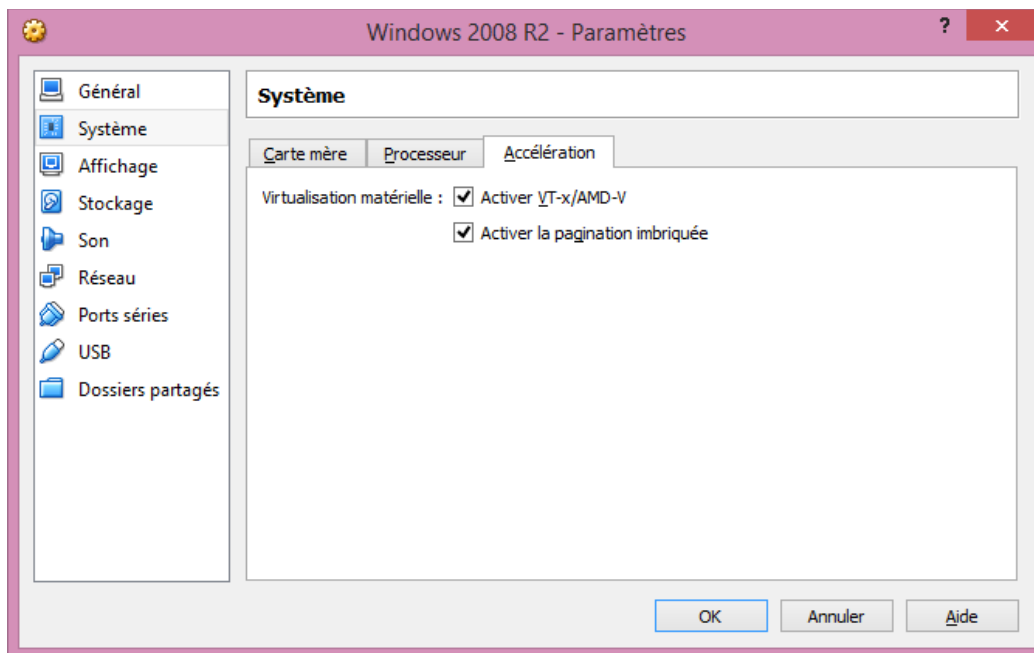 Windows 2008 R2 - Paramètres
?
Général
Système
Affichage
Stockage
Son
Réseau
Ports séries
USB
Dossiers partagés
Système
Carte mère Processeur Accélération
Virtualisation matérielle : Activer VT-x/AMD-V
Activer la pagination imbriquée
OK Annuler Aide